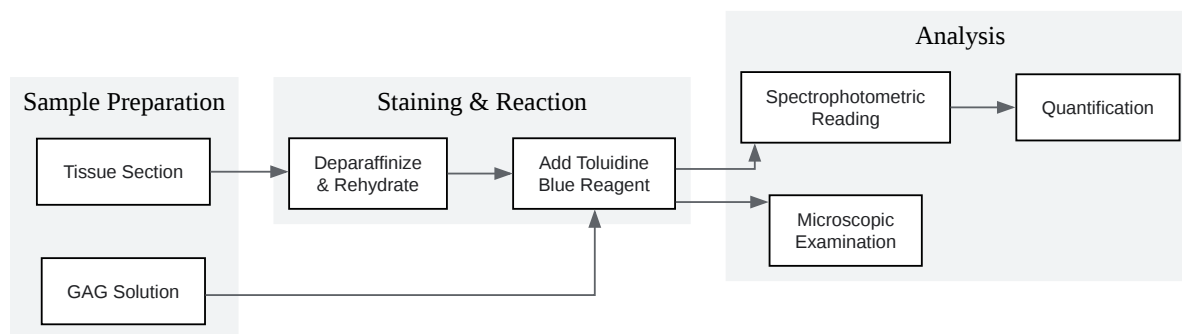 Sample Preparation
Tissue Section
GAG Solution
Staining & Reaction
Deparaffinize
& Rehydrate
Add Toluidine
Blue Reagent
Analysis
Spectrophotometric
Reading
Quantification
Microscopic
Examination